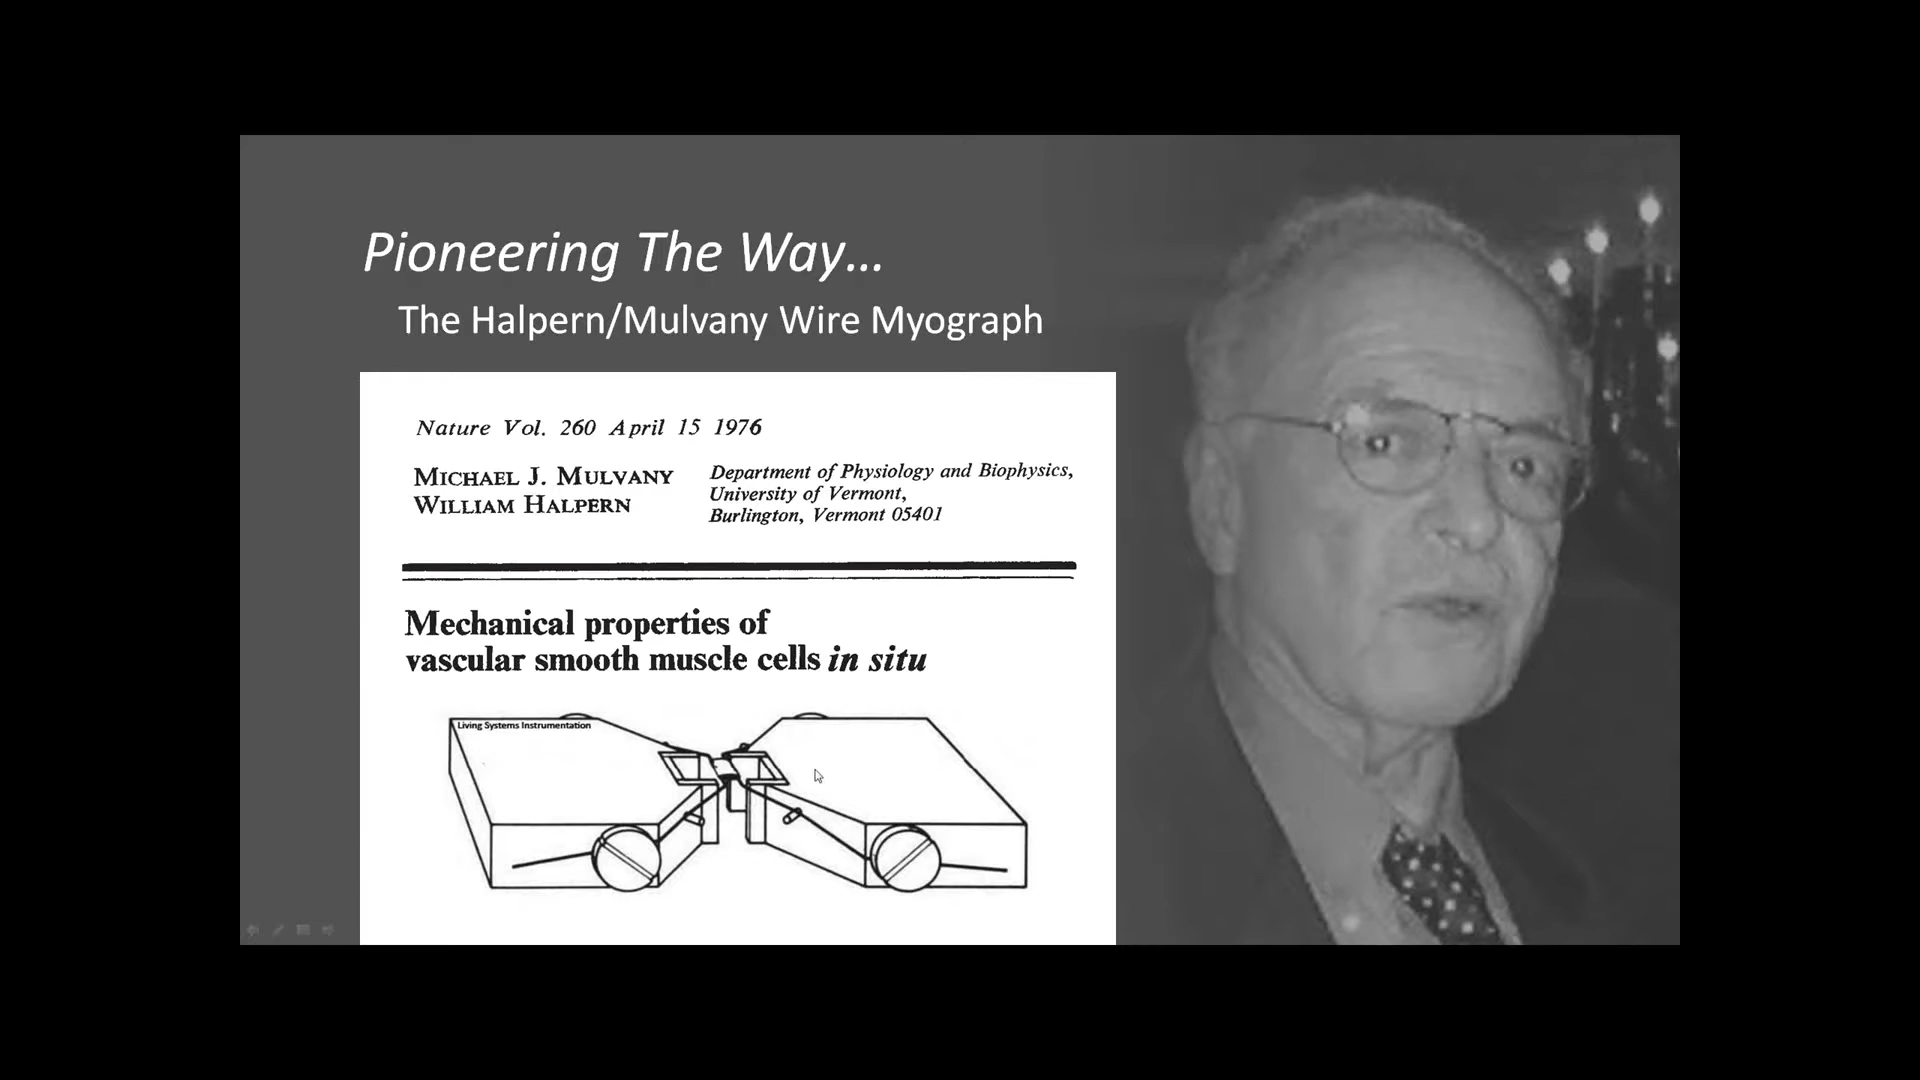 Pioneering The Way...
The Halpern/Mulvany Wire Myograph
Nature Vol. 260 April 15 1976
MICHAEL J. MULVANY
WILLIAM HALPERN
Department of Physiology and Biophysics,
University of Vermont,
Burlington, Vermont 05401
Mechanical properties of
vascular smooth muscle cells in situ
Living Systems Instrumentation